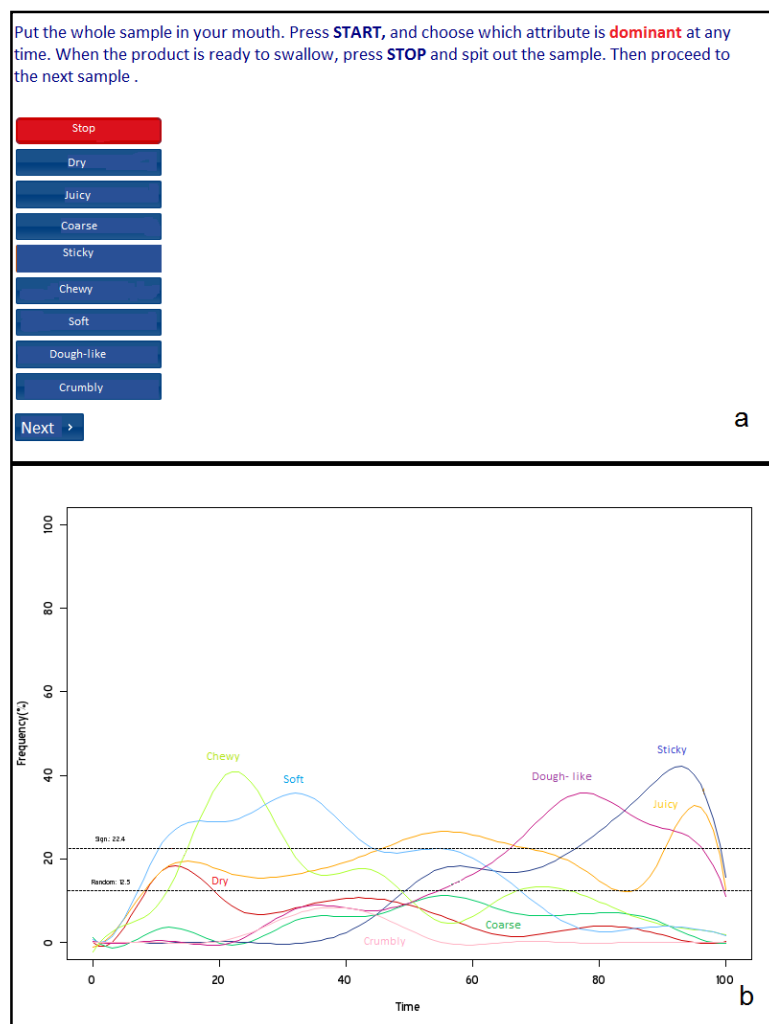 Put the whole sample in your mouth. Press START, and choose which attribute is dominant at any
time. When the product is ready to swallow, press STOP and spit out the sample. Then proceed to
the next sample .
Stop
Dry
Juicy
Coarse
Sticky
Chewy
Soft
Dough-like
Crumbly
Next >
a
100
80
60
40
20
0
Frequency(%)
Sticky
Chewy
Dough- like
Soft
Juicy
Sign.: 22.4
Random: 12.5
Dry
Coarse
Crumbly
0 20 40 60 80 100
Time
b